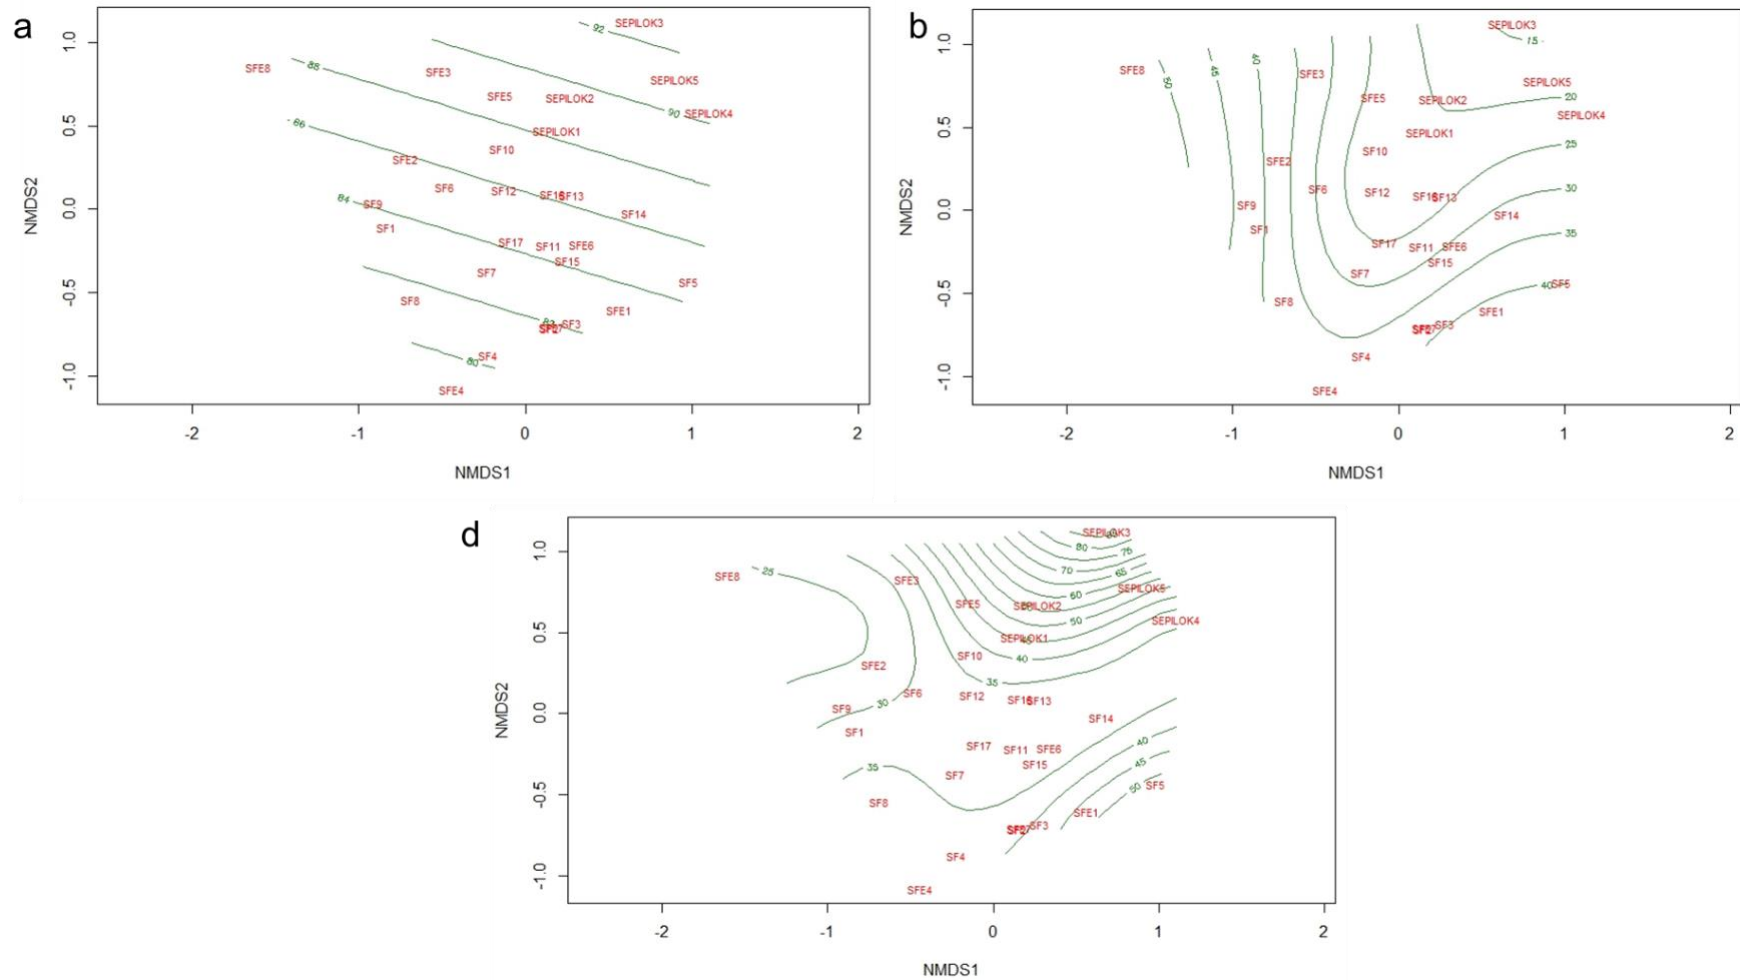 a
SEPILOK3
92
1.0
SFE8
88
SFE3
SEPILOK5
SFE5
SEPILOK2
90
SEPILOK4
0.5
SEPILOK1
SF10
SFE2
SF6
SF12
SF13
84
SF9
SF14
0.0
SF1
SF17
SF11
SFE6
SF15
SF7
SF5
-0.5
SF8
SFE1
SF3
SF4
80
SFE4
-1.0
NMDS2
-2
-1
0
1
2
NMDS1
b
SEPILOK3
15
1.0
SFE8
50
45
40
SFE3
SEPILOK5
SFE5
SEPILOK2
20
SEPILOK4
0.5
SEPILOK1
SF10
25
SFE2
SF6
SF12
SF13
30
SF9
SF14
0.0
SF1
35
SF17
SF11
SFE6
SF15
SF7
40
SF5
-0.5
SF8
SFE1
SF3
SF4
SFE4
-1.0
NMDS2
-2
-1
0
1
2
NMDS1
d
SEPILOK3
80
75
1.0
70
65
SFE8
25
SFE3
60
SEPILOK5
SFE5
SEPILOK2
50
SEPILOK4
0.5
SEPILOK1
SF10
40
SFE2
35
SF6
SF12
SF13
30
SF9
SF14
0.0
SF1
40
SF17
SF11
SFE6
45
SF15
35
SF7
50
SF5
-0.5
SF8
SFE1
SF3
SF4
SFE4
-1.0
NMDS2
-2
-1
0
1
2
NMDS1